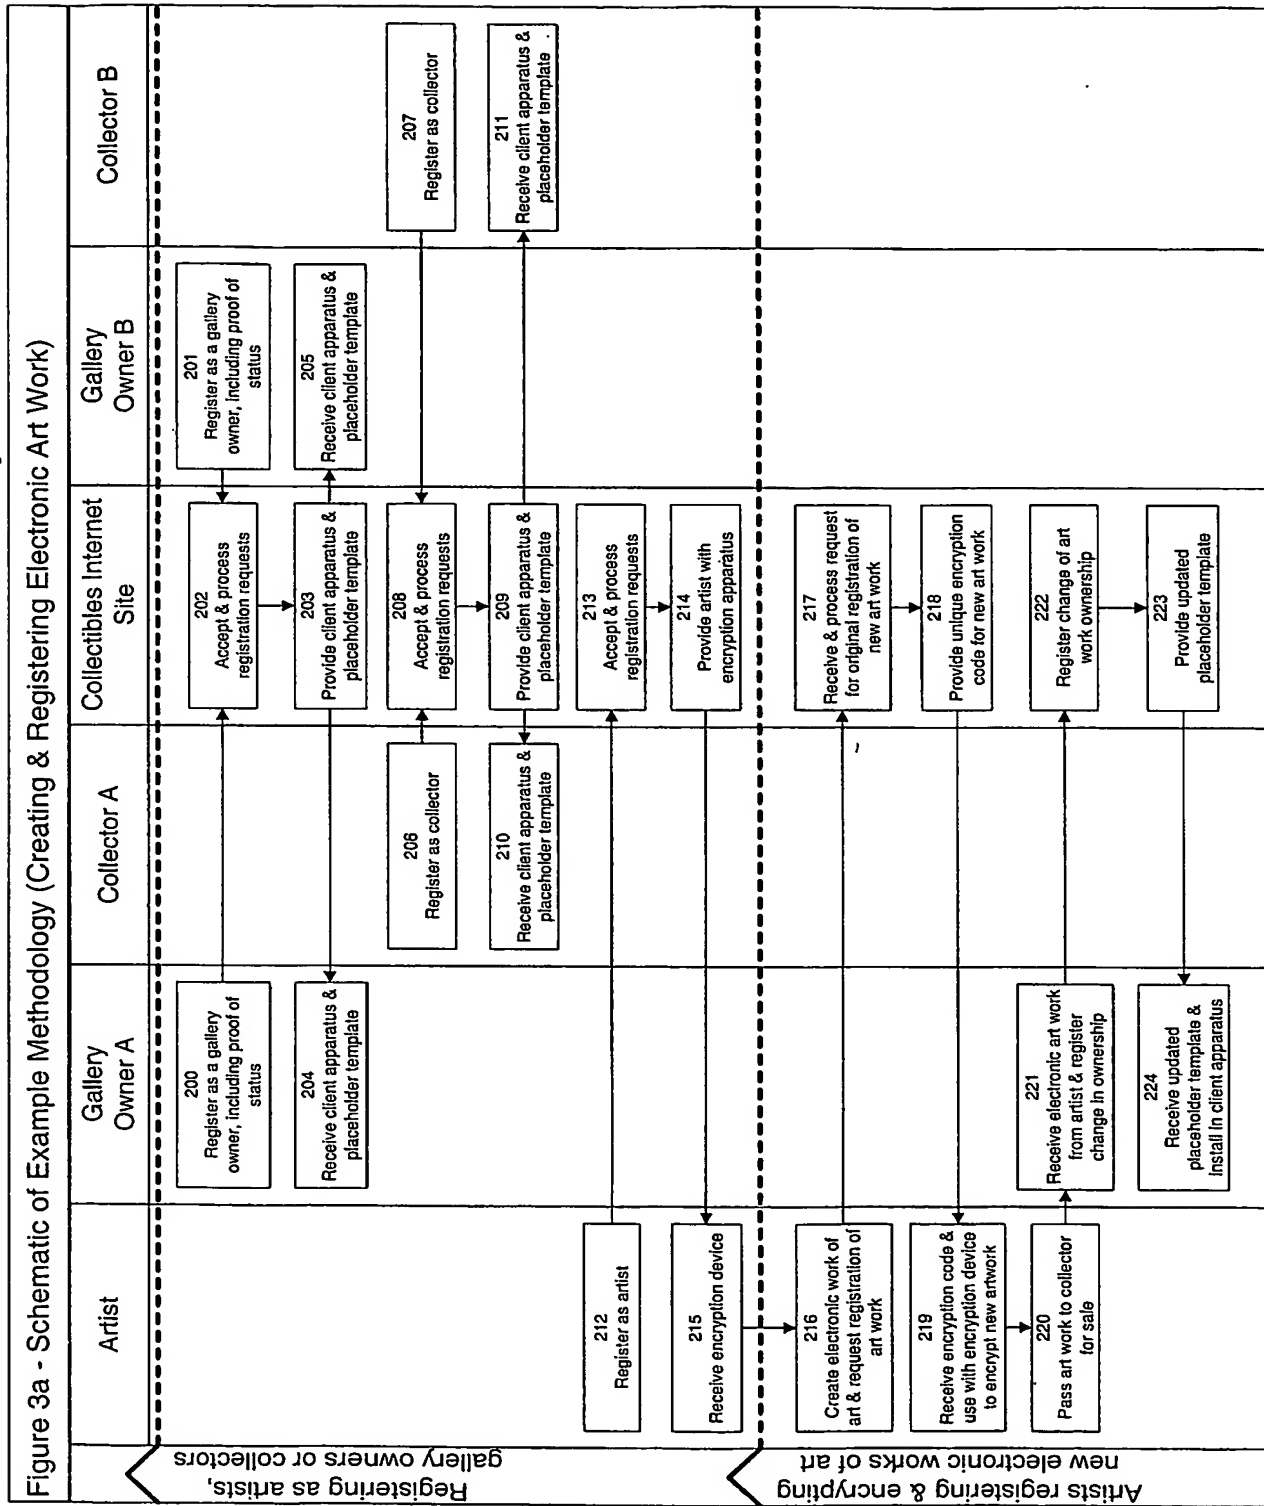 Figure 3a - Schematic of Example Methodology (Creating & Registering Electronic Art Work)
Artist
Gallery
Owner A
Collector A
Collectibles Internet
Site
Gallery
Owner B
Collector B
Registering as artists,
gallery owners or collectors
200
Register as a gallery
owner, including proof of
status
202
Accept & process
registration requests
201
Register as a gallery
owner, including proof of
status
204
Receive client apparatus &
placeholder template
203
Provide client apparatus &
placeholder template
205
Receive client apparatus &
placeholder template
206
Register as collector
208
Accept & process
registration requests
207
Register as collector
210
Receive client apparatus &
placeholder template
209
Provide client apparatus &
placeholder template
211
Receive client apparatus &
placeholder template
212
Register as artist
213
Accept & process
registration requests
215
Receive encryption device
214
Provide artist with
encryption apparatus
Artists registering & encrypting
new electronic works of art
216
Create electronic work of
art & request registration of
art work
217
Receive & process request
for original registration of
new art work
219
Receive encryption code &
use with encryption device
to encrypt new artwork
218
Provide unique encryption
code for new art work
220
Pass art work to collector
for sale
221
Receive electronic art work
from artist & register
change in ownership
222
Register change of art
work ownership
224
Receive updated
placeholder template &
install in client apparatus
223
Provide updated
placeholder template